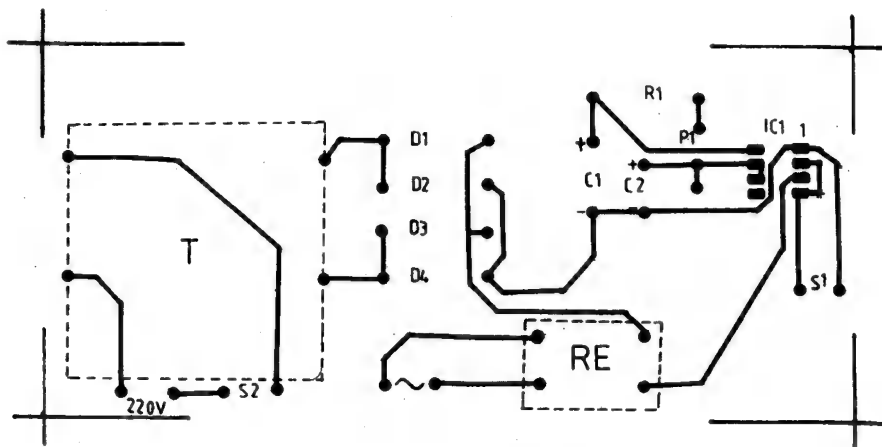 R1
P1
IC1 1
D1
+
+
D2
C1 C2
T
D3
-
-
D4
S1
RE
S2
220V
~